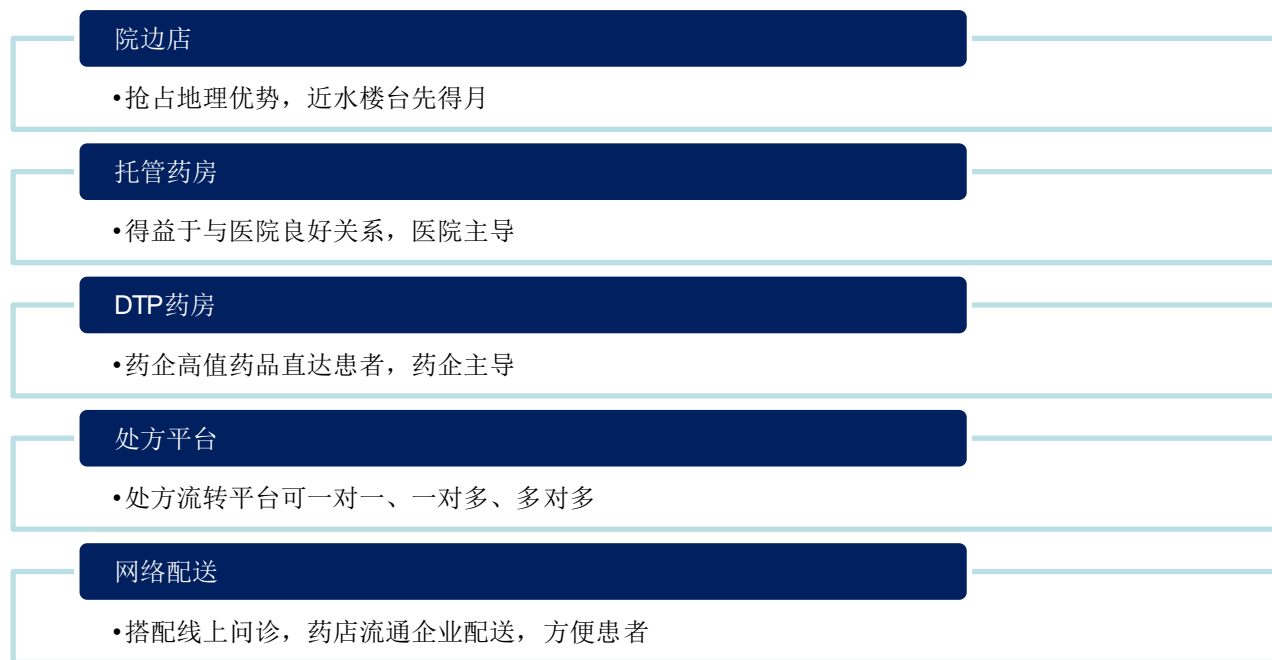 院边店
•抢占地理优势，近水楼台先得月
托管药房
•得益于与医院良好关系，医院主导
DTP药房
•药企高值药品直达患者，药企主导
处方平台
•处方流转平台可一对一、一对多、多对多
网络配送
•搭配线上问诊，药店流通企业配送，方便患者